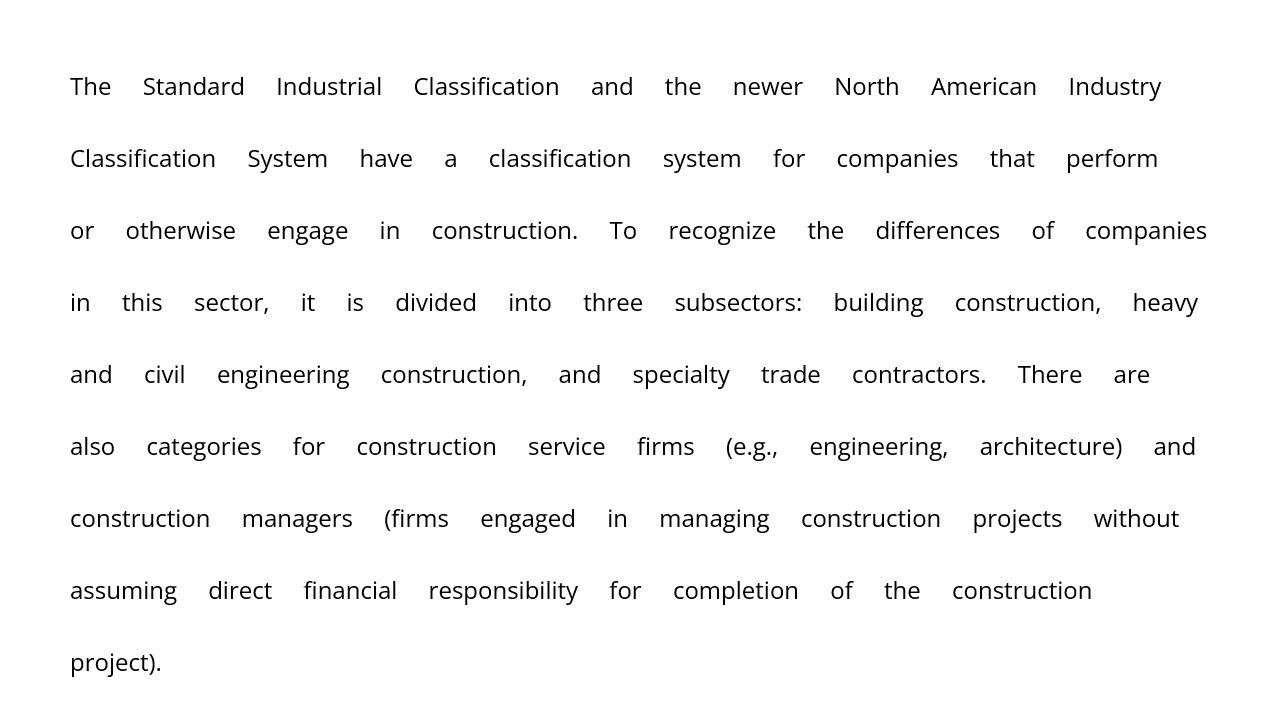 The Standard Industrial Classification and the newer North American Industry
Classification System have a classification system for companies that perform
or otherwise engage in construction. To recognize the differences of companies
in this sector, it is divided into three subsectors: building construction, heavy
and civil engineering construction, and specialty trade contractors. There are
also categories for construction service firms (e.g., engineering, architecture) and
construction managers (firms engaged in managing construction projects without
assuming direct financial responsibility for completion of the construction
project).